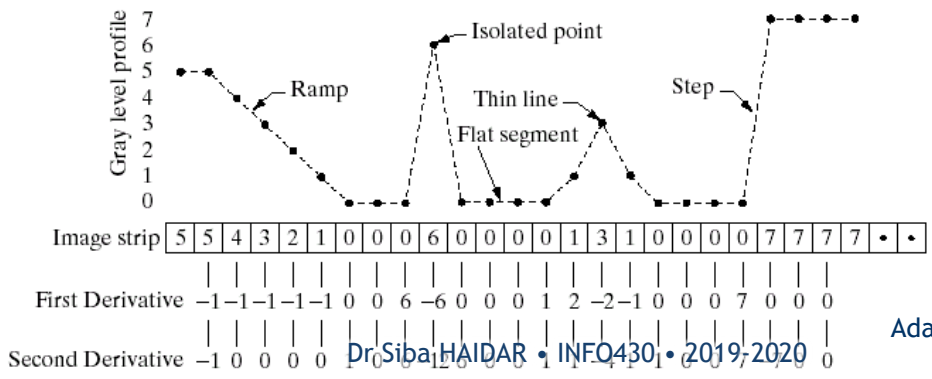 Gray level profile
7
6
5
4
3
2
1
0
Isolated point
Ramp
Thin line
Flat segment
Step
Image strip 5 5 4 3 2 1 0 0 0 6 0 0 0 0 1 3 1 0 0 0 0 7 7 7 7 • •
First Derivative −1 −1 −1 −1 −1 0 0 6 −6 0 0 0 1 2 −2 −1 0 0 0 7 0 0 0
Ada
Dr Siba HAIDAR • INFO430 • 2019-2020
Second Derivative −1 0 0 0 0 0